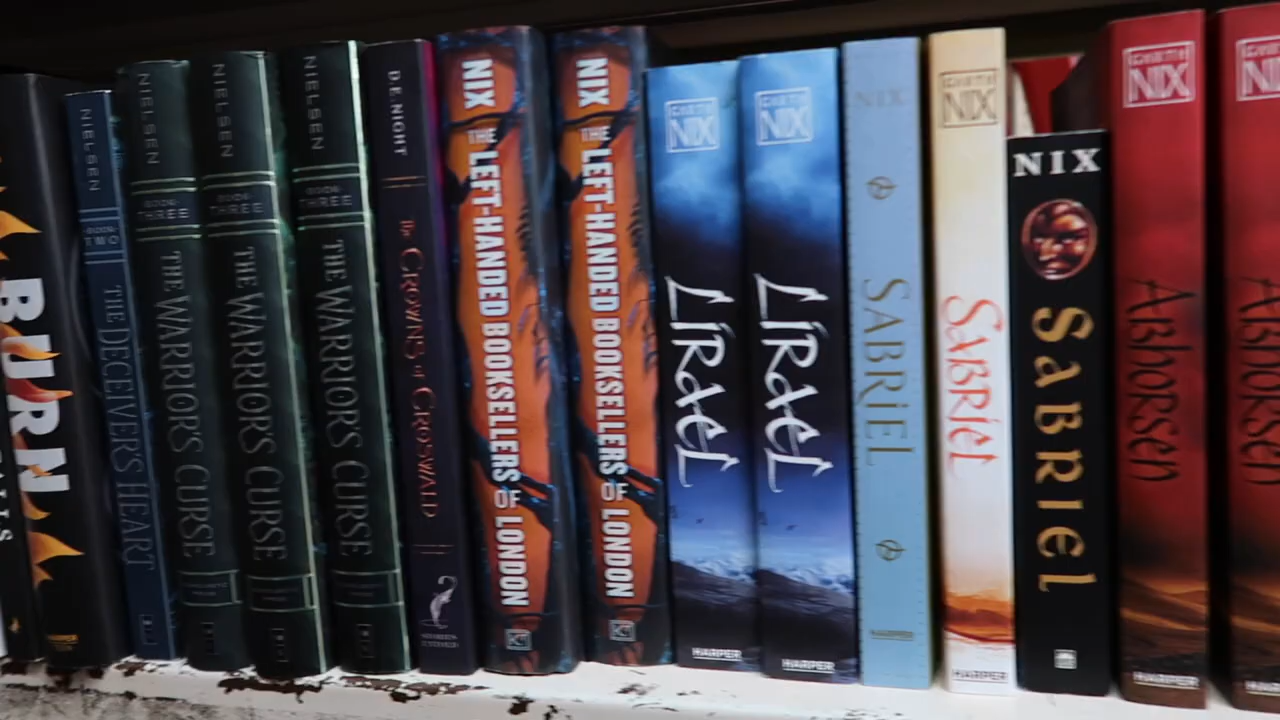 BURN
NIELSEN
BOOK TWO
THE DECEIVER'S HEART
NIELSEN
BOOK THREE
THE WARRIOR'S CURSE
NIELSEN
BOOK THREE
THE WARRIOR'S CURSE
NIELSEN
BOOK THREE
THE WARRIOR'S CURSE
D.E. NIGHT
The CROWNS of CROSWALD
NIX
THE LEFT-HANDED BOOKSELLERS OF LONDON
NIX
THE LEFT-HANDED BOOKSELLERS OF LONDON
GARTH NIX
LIRAEL
HARPER
GARTH NIX
LIRAEL
HARPER
NIX
SABRIEL
HARPER
GARTH NIX
SABRIEL
HARPER
NIX
SABRIEL
GARTH NIX
ABHORSEN
HARPER
ABHORSEN